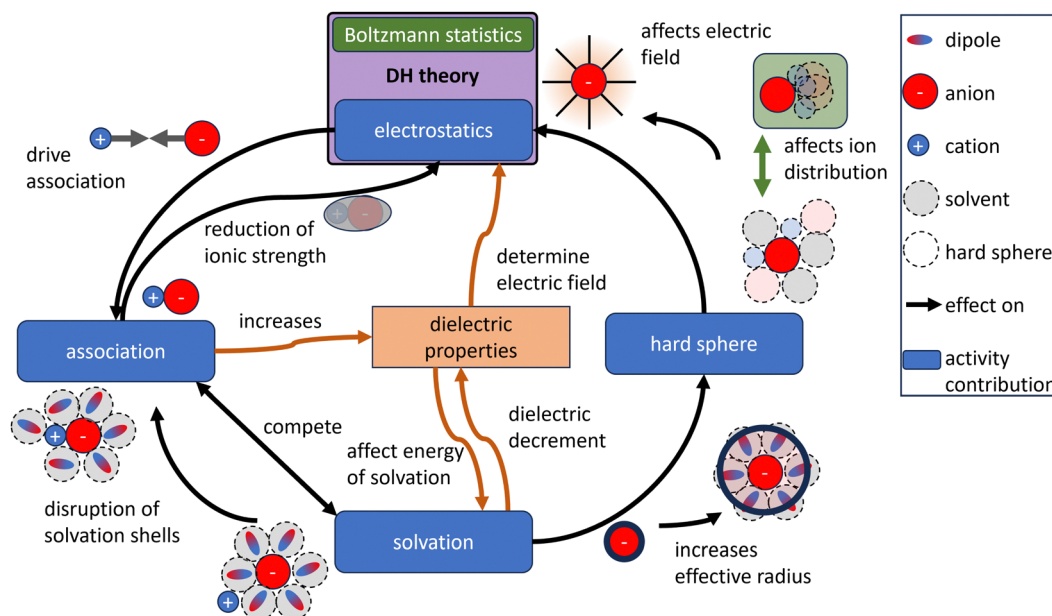 Boltzmann statistics
DH theory
electrostatics
affects electric
field
-
affects ion
distribution
+
-
drive
association
reduction of
ionic strength
+
-
determine
electric field
+
-
association
increases
dielectric
properties
hard sphere
+
-
compete
affect energy
of solvation
dielectric
decrement
-
disruption of
solvation shells
-
+
solvation
-
increases
effective radius
dipole
-
anion
+
cation
solvent
hard sphere
effect on
activity
contribution